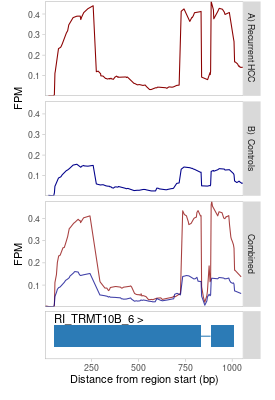 0.4
0.3
0.2
0.1
A) Recurrent HCC
FPM
0.4
0.3
0.2
0.1
B) Controls
0.4
0.3
0.2
0.1
Combined
FPM
RI_TRMT10B_6 >
250
500
750
1000
Distance from region start (bp)